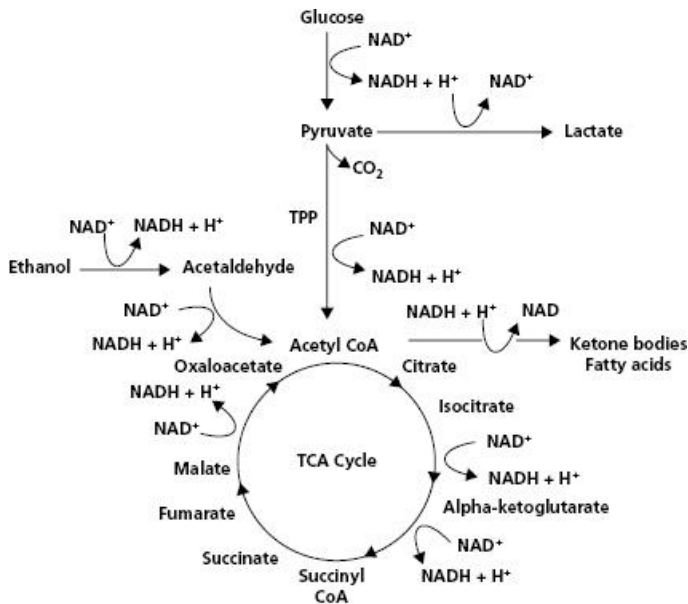 Glucose
NAD⁺
NADH + H⁺
NAD⁺
Pyruvate
Lactate
CO₂
TPP
NAD⁺
NADH + H⁺
NAD⁺
NADH + H⁺
Ethanol
Acetaldehyde
NAD⁺
NADH + H⁺
NADH + H⁺
NAD
Acetyl CoA
Ketone bodies
Fatty acids
Oxaloacetate
Citrate
NADH + H⁺
NAD⁺
Isocitrate
NAD⁺
NADH + H⁺
TCA Cycle
Malate
Alpha-ketoglutarate
Fumarate
NAD⁺
NADH + H⁺
Succinate
Succinyl
CoA